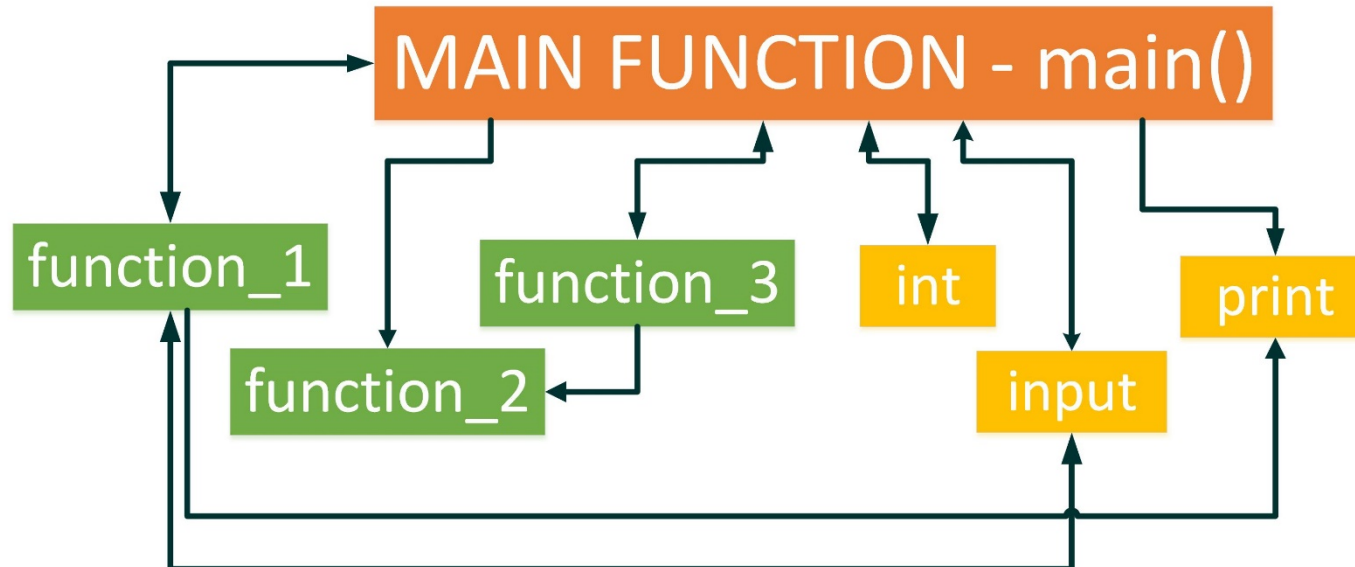 MAIN FUNCTION - main()
function_1
function_3
int
print
function_2
input